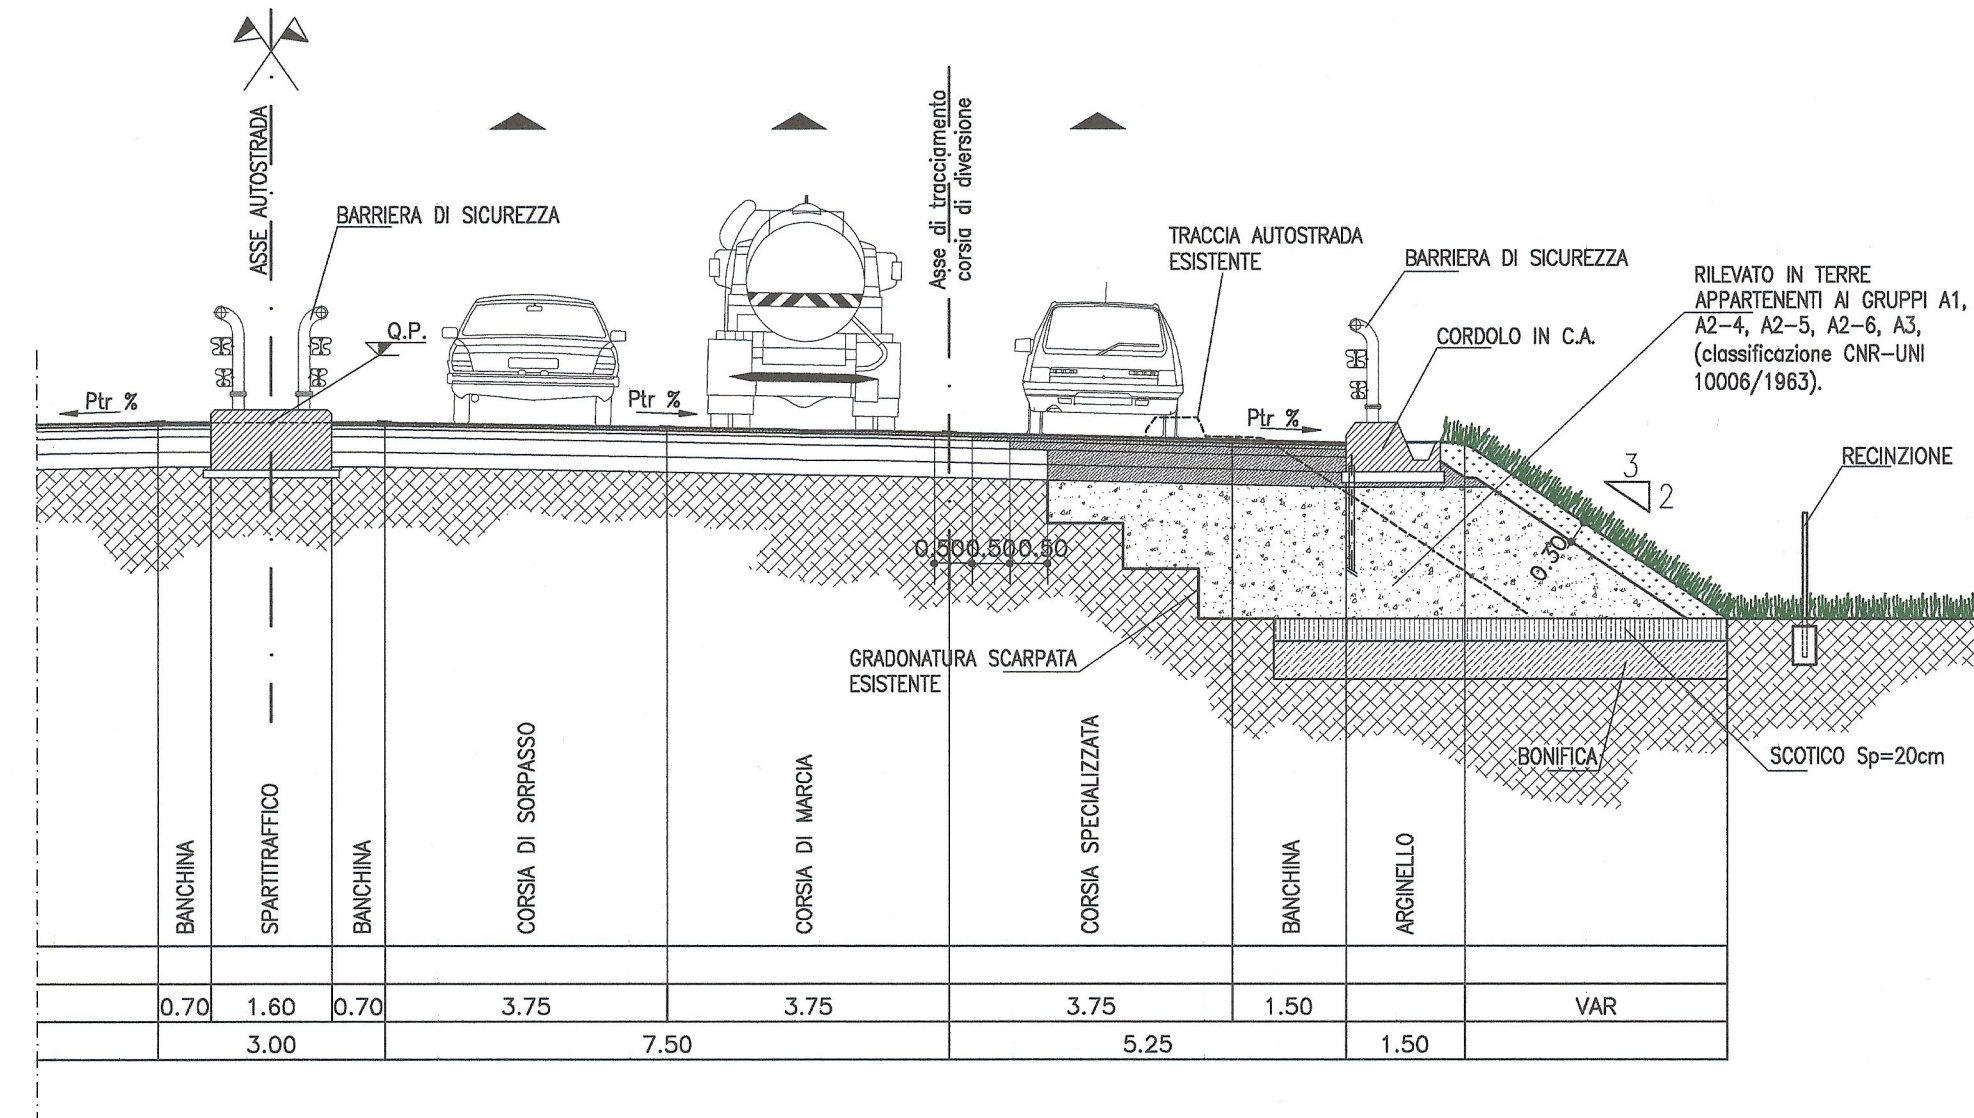 ASSE AUTOSTRADA
BARRIERA DI SICUREZZA
Q.P.
Asse di tracciamento
corsia di diversione
TRACCIA AUTOSTRADA
ESISTENTE
BARRIERA DI SICUREZZA
CORDOLO IN C.A.
RILEVATO IN TERRE
APPARTENENTI AI GRUPPI A1,
A2-4, A2-5, A2-6, A3,
(classificazione CNR-UNI
10006/1963).
Ptr %
Ptr %
Ptr %
RECINZIONE
3
2
0.50 0.50 0.50
0.30
GRADONATURA SCARPATA
ESISTENTE
BONIFICA
SCOTICO Sp=20cm
BANCHINA
SPARTITRAFFICO
BANCHINA
CORSIA DI SORPASSO
CORSIA DI MARCIA
CORSIA SPECIALIZZATA
BANCHINA
ARGINELLO
0.70 1.60 0.70 3.75 3.75 3.75 1.50 VAR
3.00 7.50 5.25 1.50